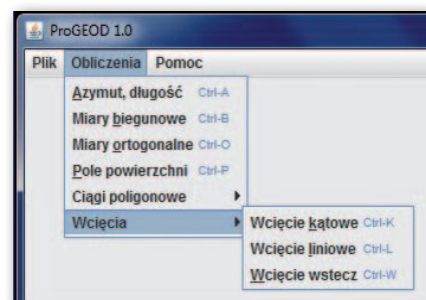 ProGEOD 1.0
Plik Obliczenia Pomoc
Azymut, długość Ctrl-A
Miary biegunowe Ctrl-B
Miary ortogonalne Ctrl-O
Pole powierzchni Ctrl-P
Ciągi poligonowe
Wcięcia
Wcięcie kątowe Ctrl-K
Wcięcie liniowe Ctrl-L
Wcięcie wstecz Ctrl-W